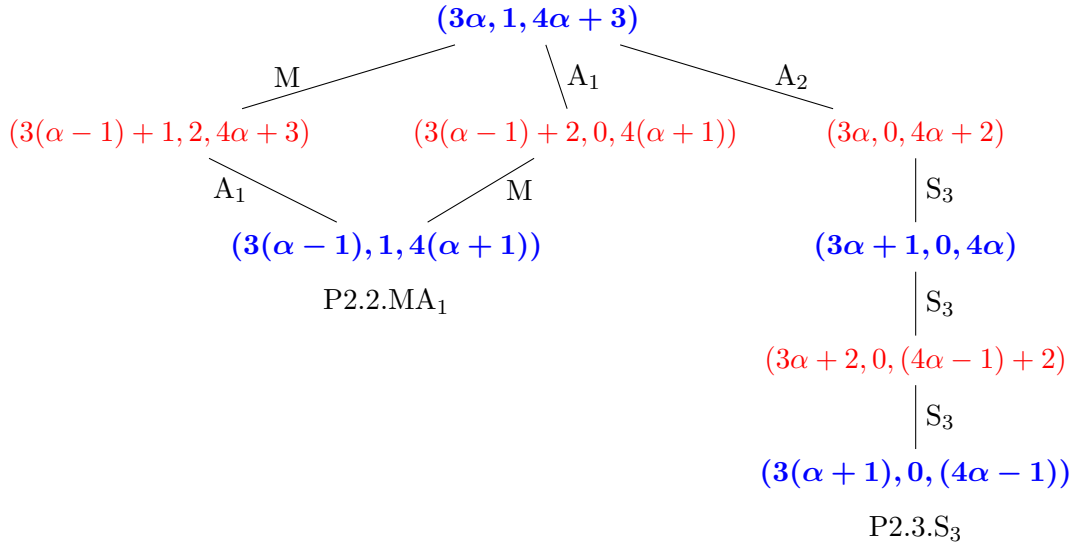 (3α, 1, 4α + 3)
M
A₁
A₂
(3(α − 1) + 1, 2, 4α + 3)
(3(α − 1) + 2, 0, 4(α + 1))
(3α, 0, 4α + 2)
A₁
M
S₃
(3(α − 1), 1, 4(α + 1))
(3α + 1, 0, 4α)
P2.2.MA₁
S₃
(3α + 2, 0, (4α − 1) + 2)
S₃
(3(α + 1), 0, (4α − 1))
P2.3.S₃